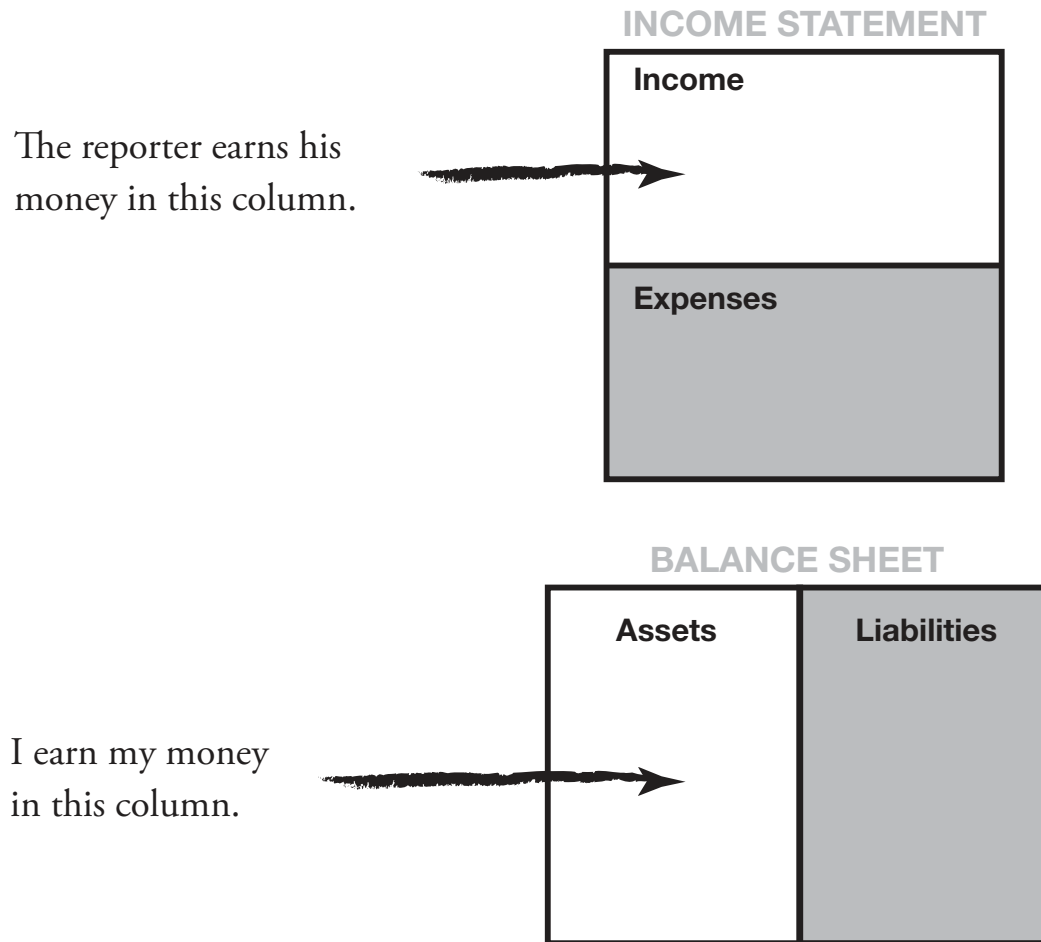 INCOME STATEMENT
Income
The reporter earns his
money in this column.
Expenses
BALANCE SHEET
Assets
Liabilities
I earn my money
in this column.